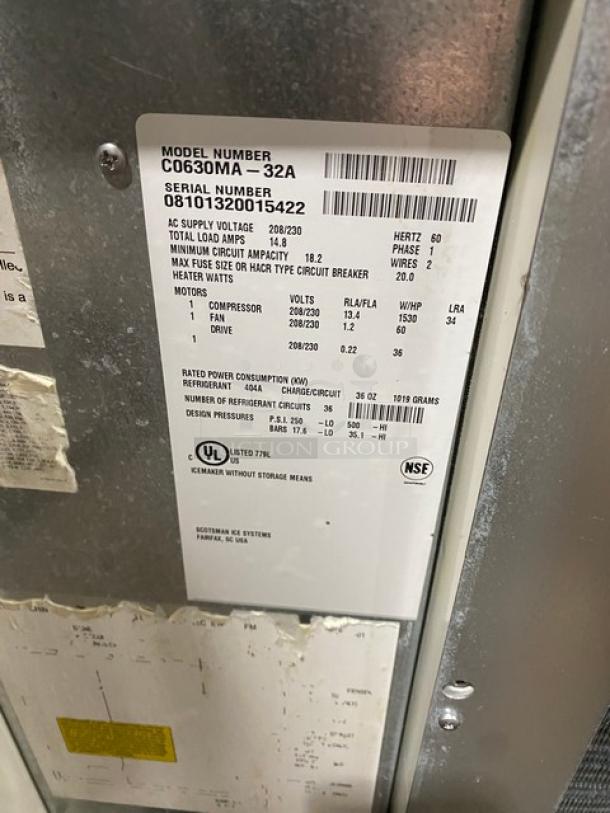 MODEL NUMBER
C0630MA - 32A
SERIAL NUMBER
08101320015422
AC SUPPLY VOLTAGE 208/230 HERTZ 60
TOTAL LOAD AMPS 14.8 PHASE 1
MINIMUM CIRCUIT AMPACITY 18.2 WIRES 2
MAX FUSE SIZE OR HACR TYPE CIRCUIT BREAKER 20.0
HEATER WATTS
MOTORS VOLTS RLA/FLA W/HP LRA
1 COMPRESSOR 208/230 13.4 1530 34
1 FAN 208/230 1.2 60
DRIVE
1 208/230 0.22 36
RATED POWER CONSUMPTION (KW)
REFRIGERANT 404A CHARGE/CIRCUIT 36 OZ 1019 GRAMS
NUMBER OF REFRIGERANT CIRCUITS 36
DESIGN PRESSURES P.S.I. 250 - LO 500 - HI
BARS 17.6 - LO 35.1 - HI
C UL US LISTED 779L
NSF
ICEMAKER WITHOUT STORAGE MEANS
SCOTSMAN ICE SYSTEMS
FAIRFAX, SC USA
AUCTION GROUP
is a